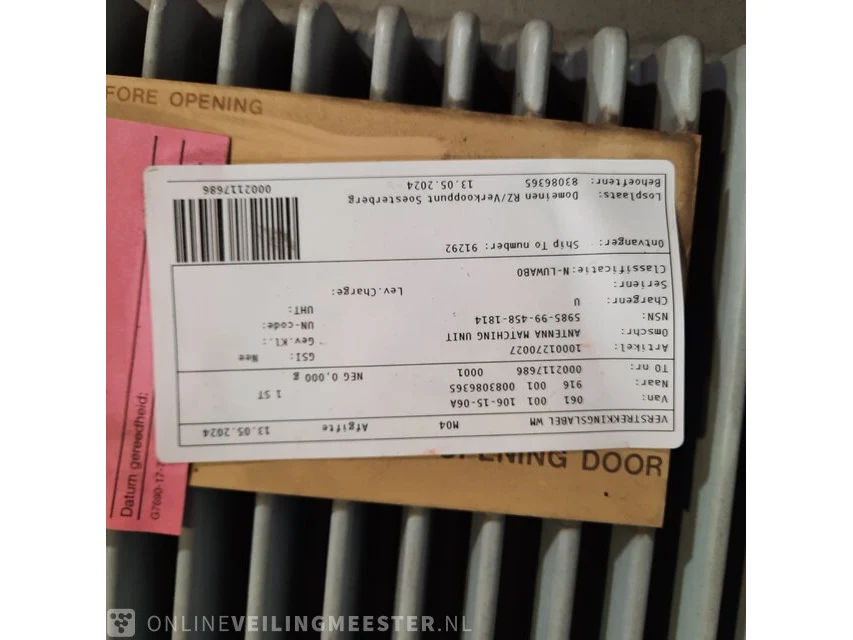 FORE OPENING
VERSTREKKINGSLABEL WM M04 Afgifte 13.05.2024
Van: 061 001 106-15-06A
Naar: 916 001 0083086365 1 ST
TO nr: 0002117686 0001 NEG 0,000 g
Artikel: 10001270027 GSI: Nee
Omschr: ANTENNA MATCHING UNIT Gev.Kl.:
NSN: 5985-99-458-1814 UN-code:
Chargenr: U UHT:
Serienr: Lev.Charge:
Classificatie:N-LUWABO
Ontvanger: Ship To number: 91292
Losplaats: Domeinen RZ/Verkooppunt Soesterberg
Behoeftenr: 83086365 13.05.2024 0002117686
OPENING DOOR
Datum gereedheid:
G7690-17-
ONLINEVEILINGMEESTER.NL